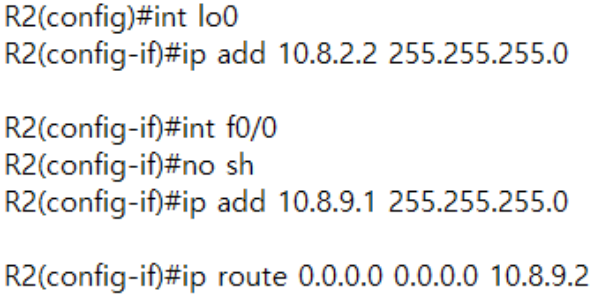 R2(config)#int lo0
R2(config-if)#ip add 10.8.2.2 255.255.255.0
R2(config-if)#int f0/0
R2(config-if)#no sh
R2(config-if)#ip add 10.8.9.1 255.255.255.0
R2(config-if)#ip route 0.0.0.0 0.0.0.0 10.8.9.2